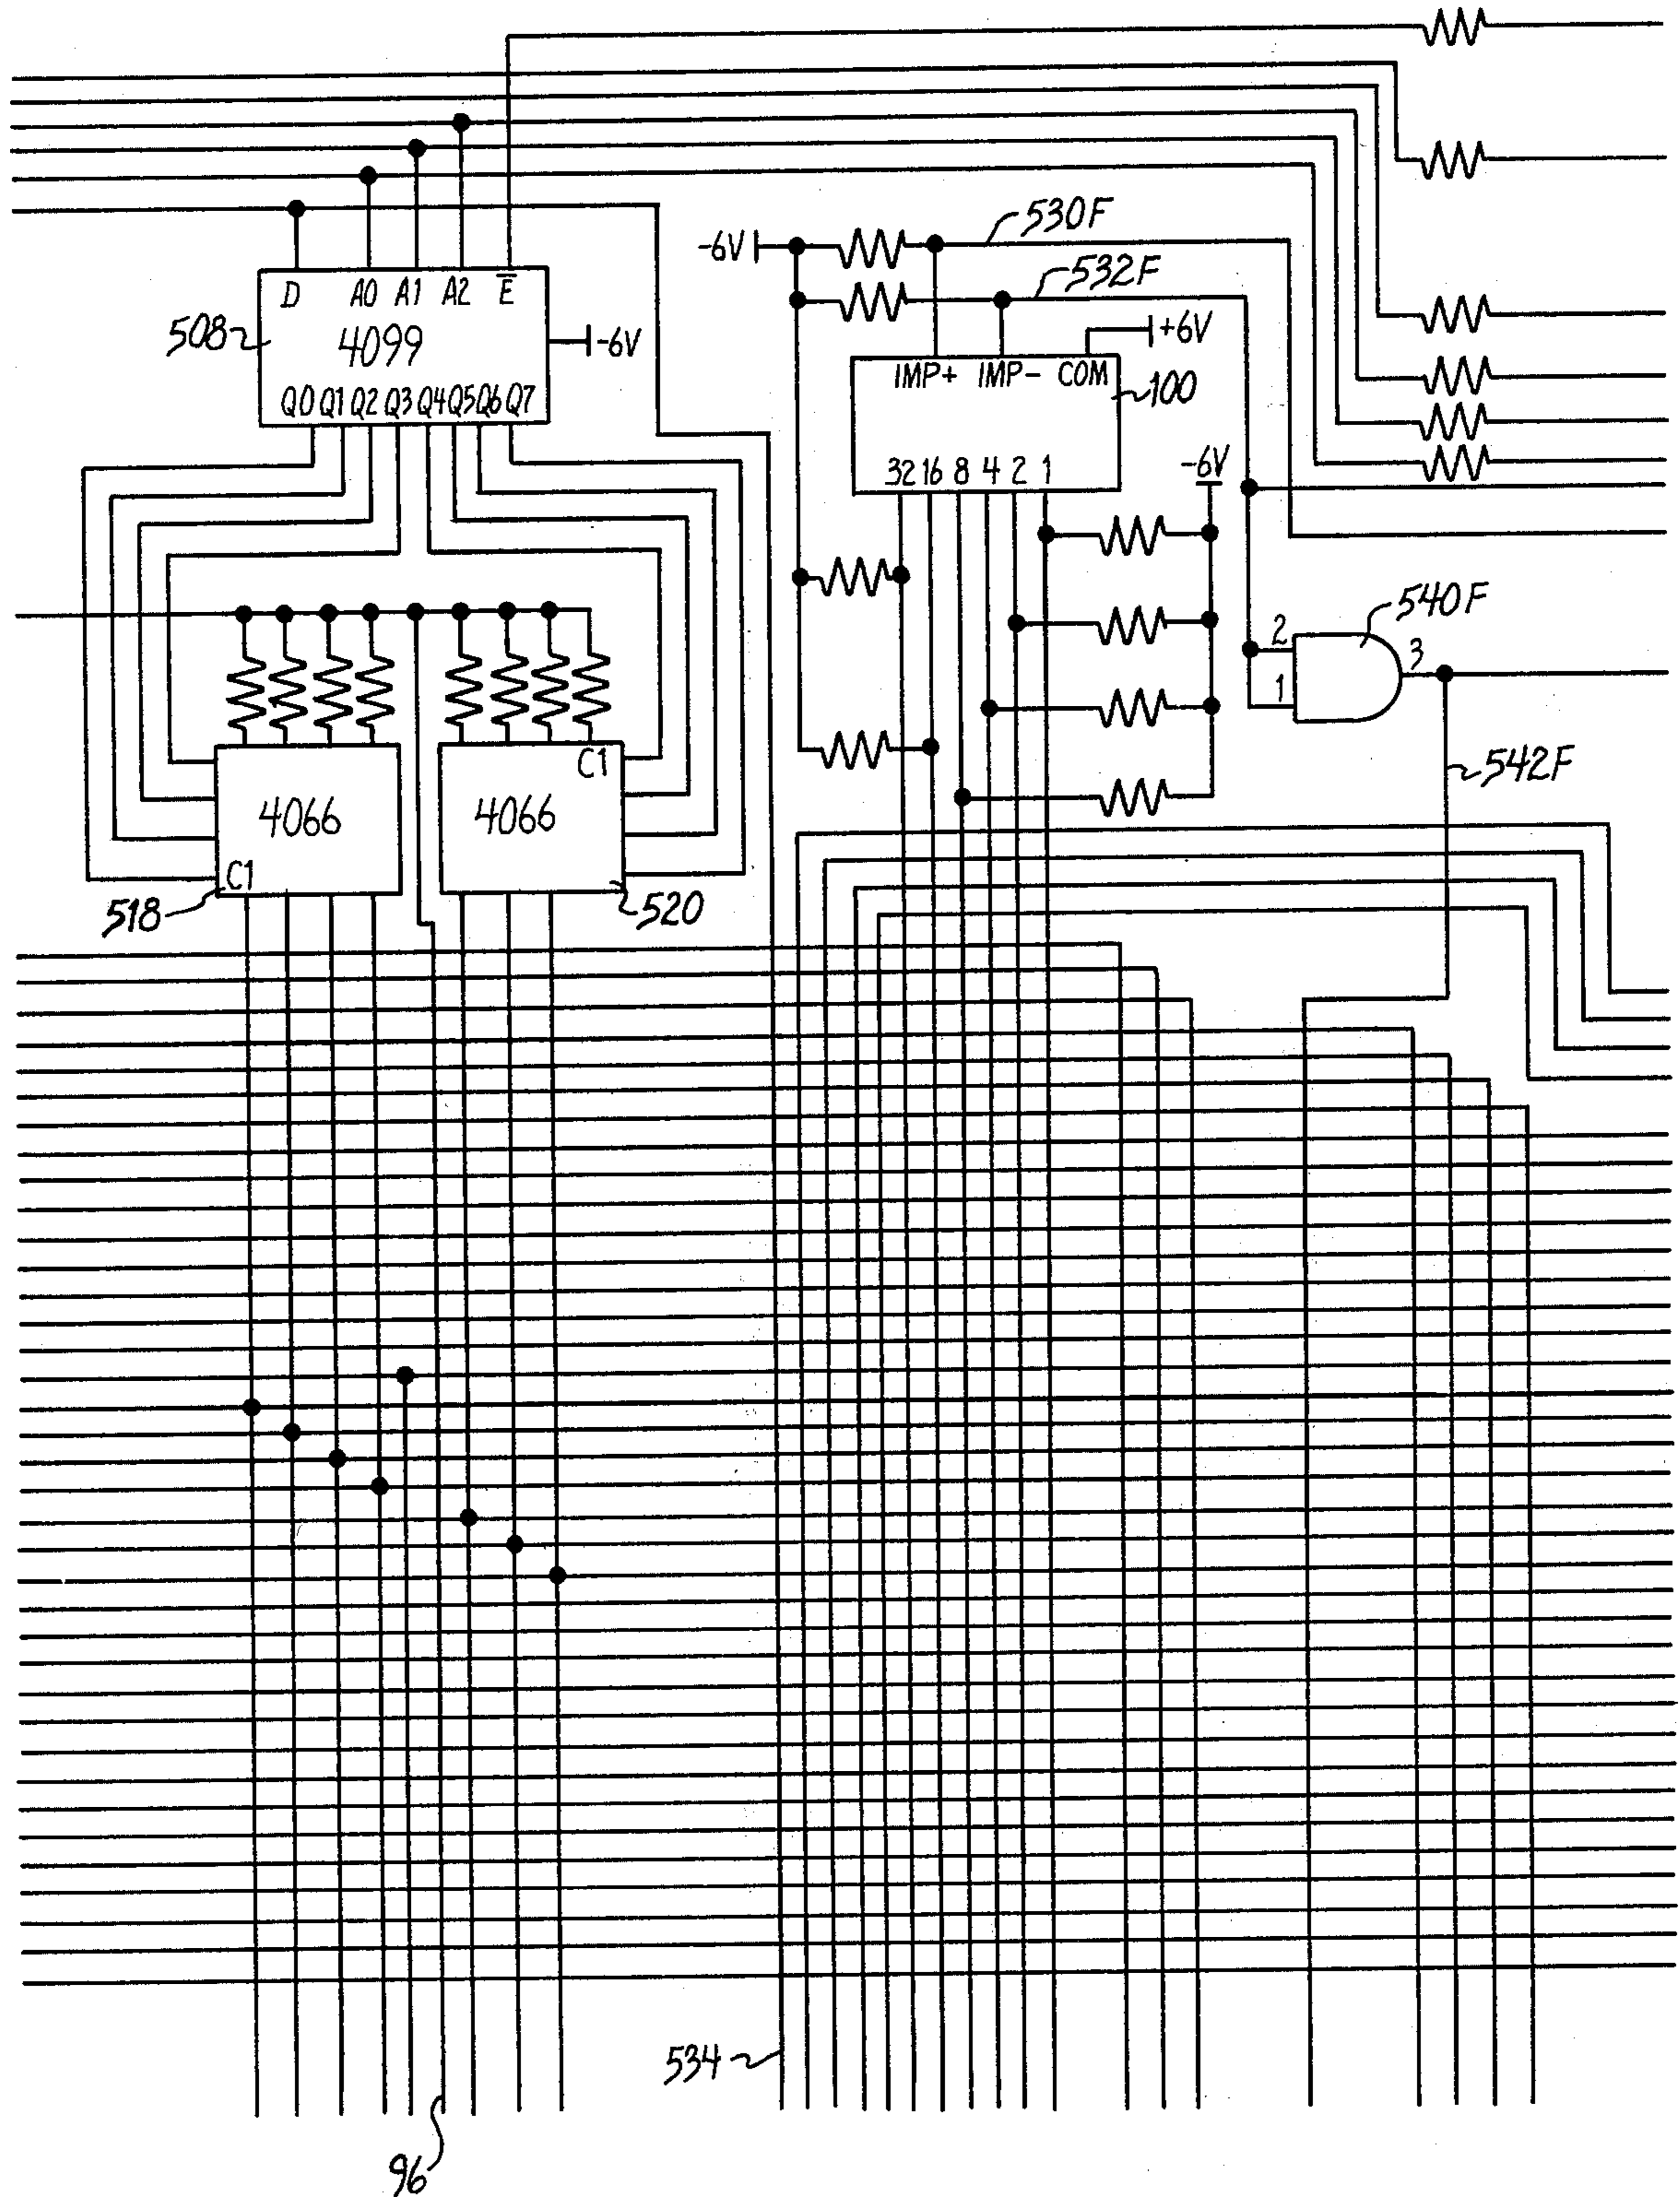 530F
-6V
532F
D A0 A1 A2 E̅
508 4099 -6V
+6V
IMP+ IMP- COM
100
Q0 Q1 Q2 Q3 Q4 Q5 Q6 Q7
32 16 8 4 2 1
-6V
540F
2
3
1
C1
542F
4066
4066
C1
518
520
534
96